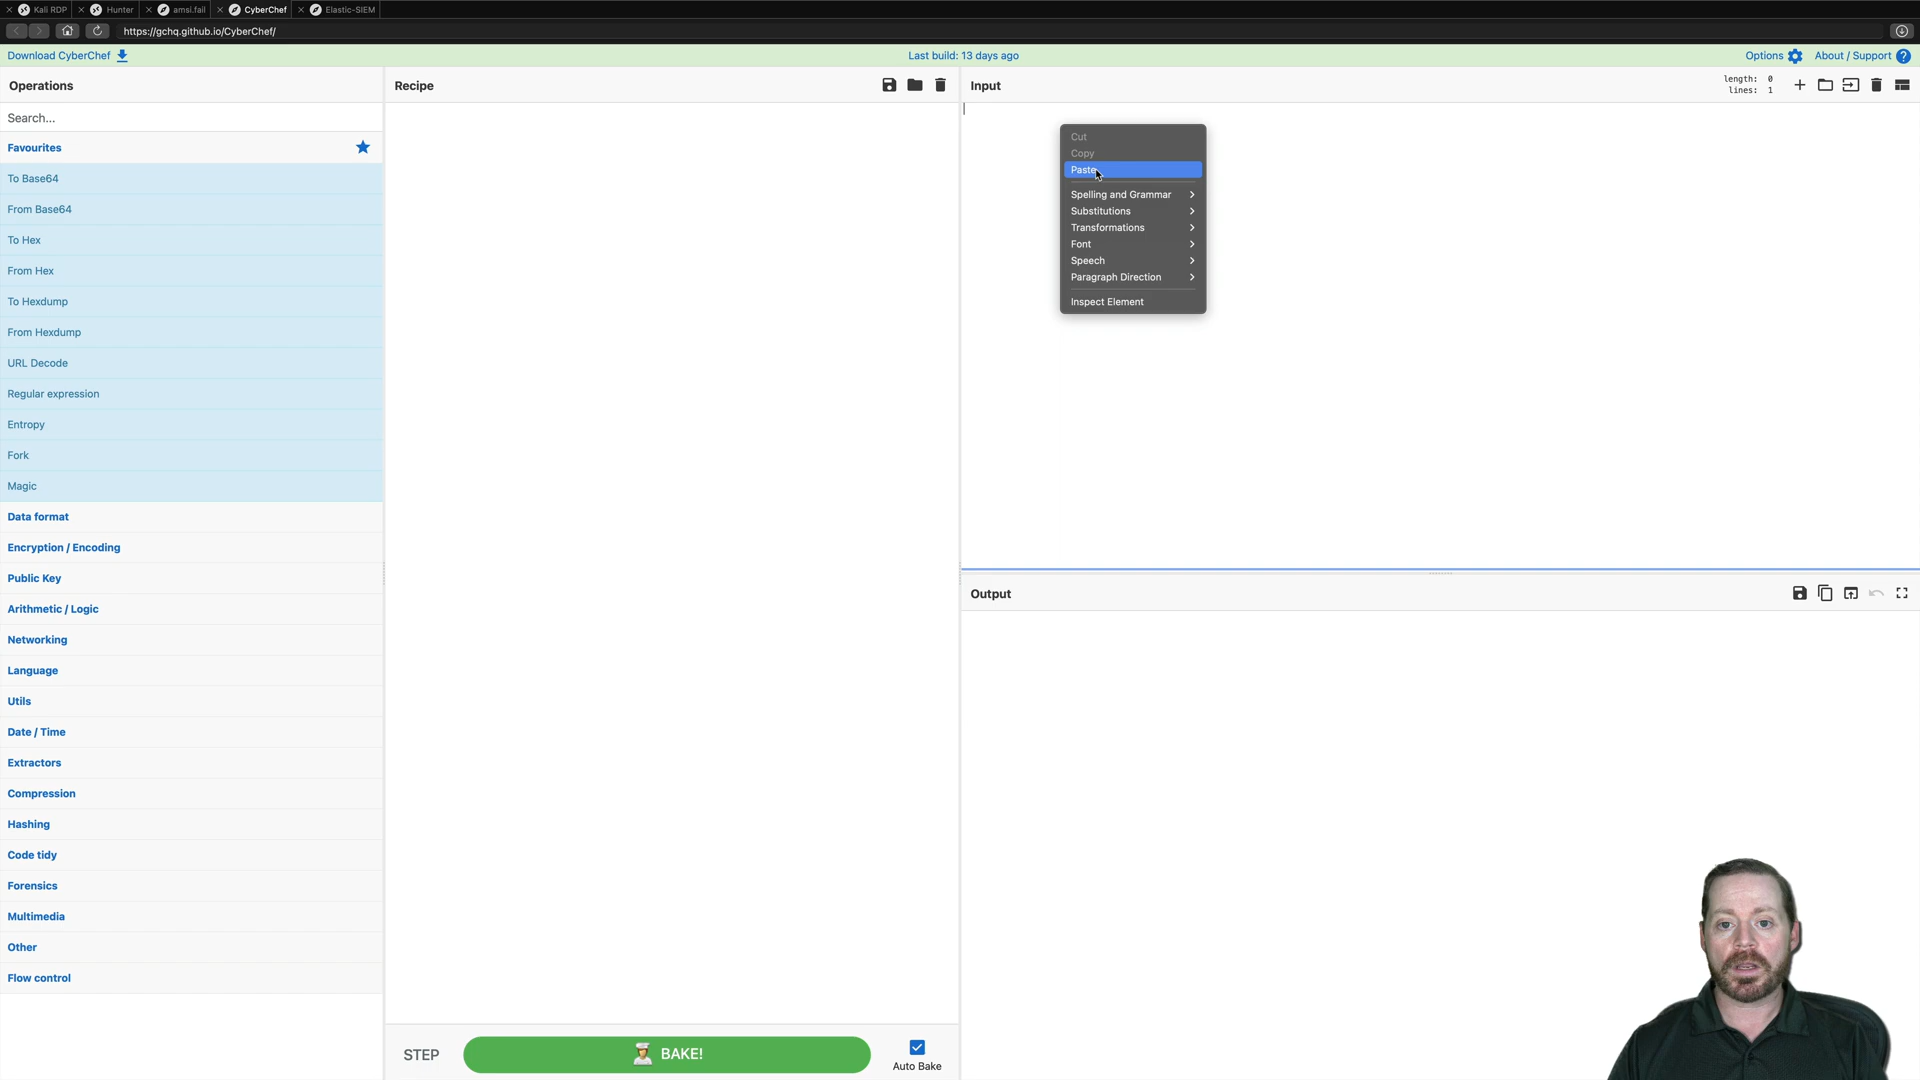 Kali RDP
Hunter
amsi.fail
CyberChef
Elastic-SIEM
https://gchq.github.io/CyberChef/
Download CyberChef
Last build: 13 days ago
Options
About / Support
Operations
Recipe
Input
length: 0
lines: 1
Search...
Favourites
To Base64
From Base64
To Hex
From Hex
To Hexdump
From Hexdump
URL Decode
Regular expression
Entropy
Fork
Magic
Data format
Encryption / Encoding
Public Key
Arithmetic / Logic
Networking
Language
Utils
Date / Time
Extractors
Compression
Hashing
Code tidy
Forensics
Multimedia
Other
Flow control
Cut
Copy
Paste
Spelling and Grammar
Substitutions
Transformations
Font
Speech
Paragraph Direction
Inspect Element
Output
STEP
BAKE!
Auto Bake